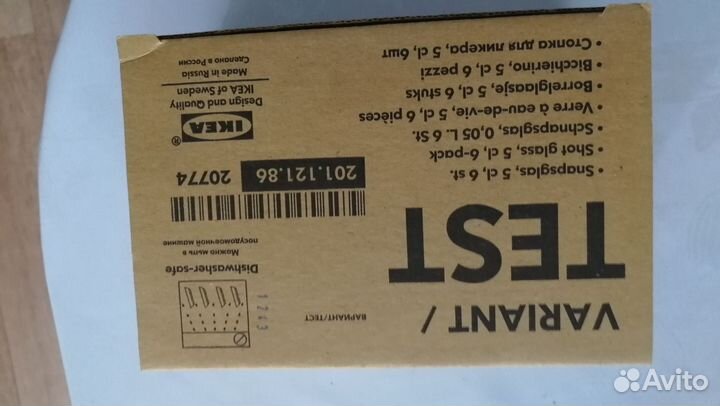 VARIANT /
TEST
ВАРИАНТ/ТЕСТ
1243
Dishwasher-safe
Можно мыть в
посудомоечной машине
• Snapsglas, 5 cl, 6 st.
• Shot glass, 5 cl, 6-pack
• Schnapsglas, 0,05 L. 6 St.
• Verre à eau-de-vie, 5 cl, 6 pièces
• Borrelglaasje, 5 cl, 6 stuks
• Bicchierino, 5 cl, 6 pezzi
• Стопка для ликера, 5 cl, 6шт
201.121.86
20774
IKEA®
Design and Quality
IKEA of Sweden
Made in Russia
Сделано в России
Avito